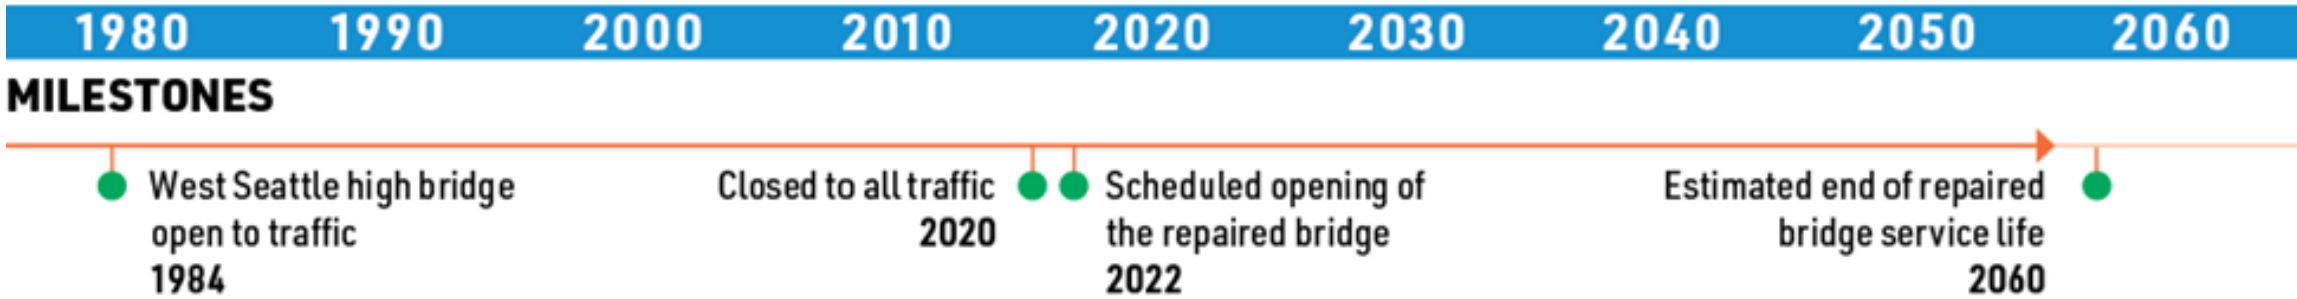 1980 1990 2000 2010 2020 2030 2040 2050 2060
MILESTONES
West Seattle high bridge
open to traffic
1984
Closed to all traffic
2020
Scheduled opening of
the repaired bridge
2022
Estimated end of repaired
bridge service life
2060